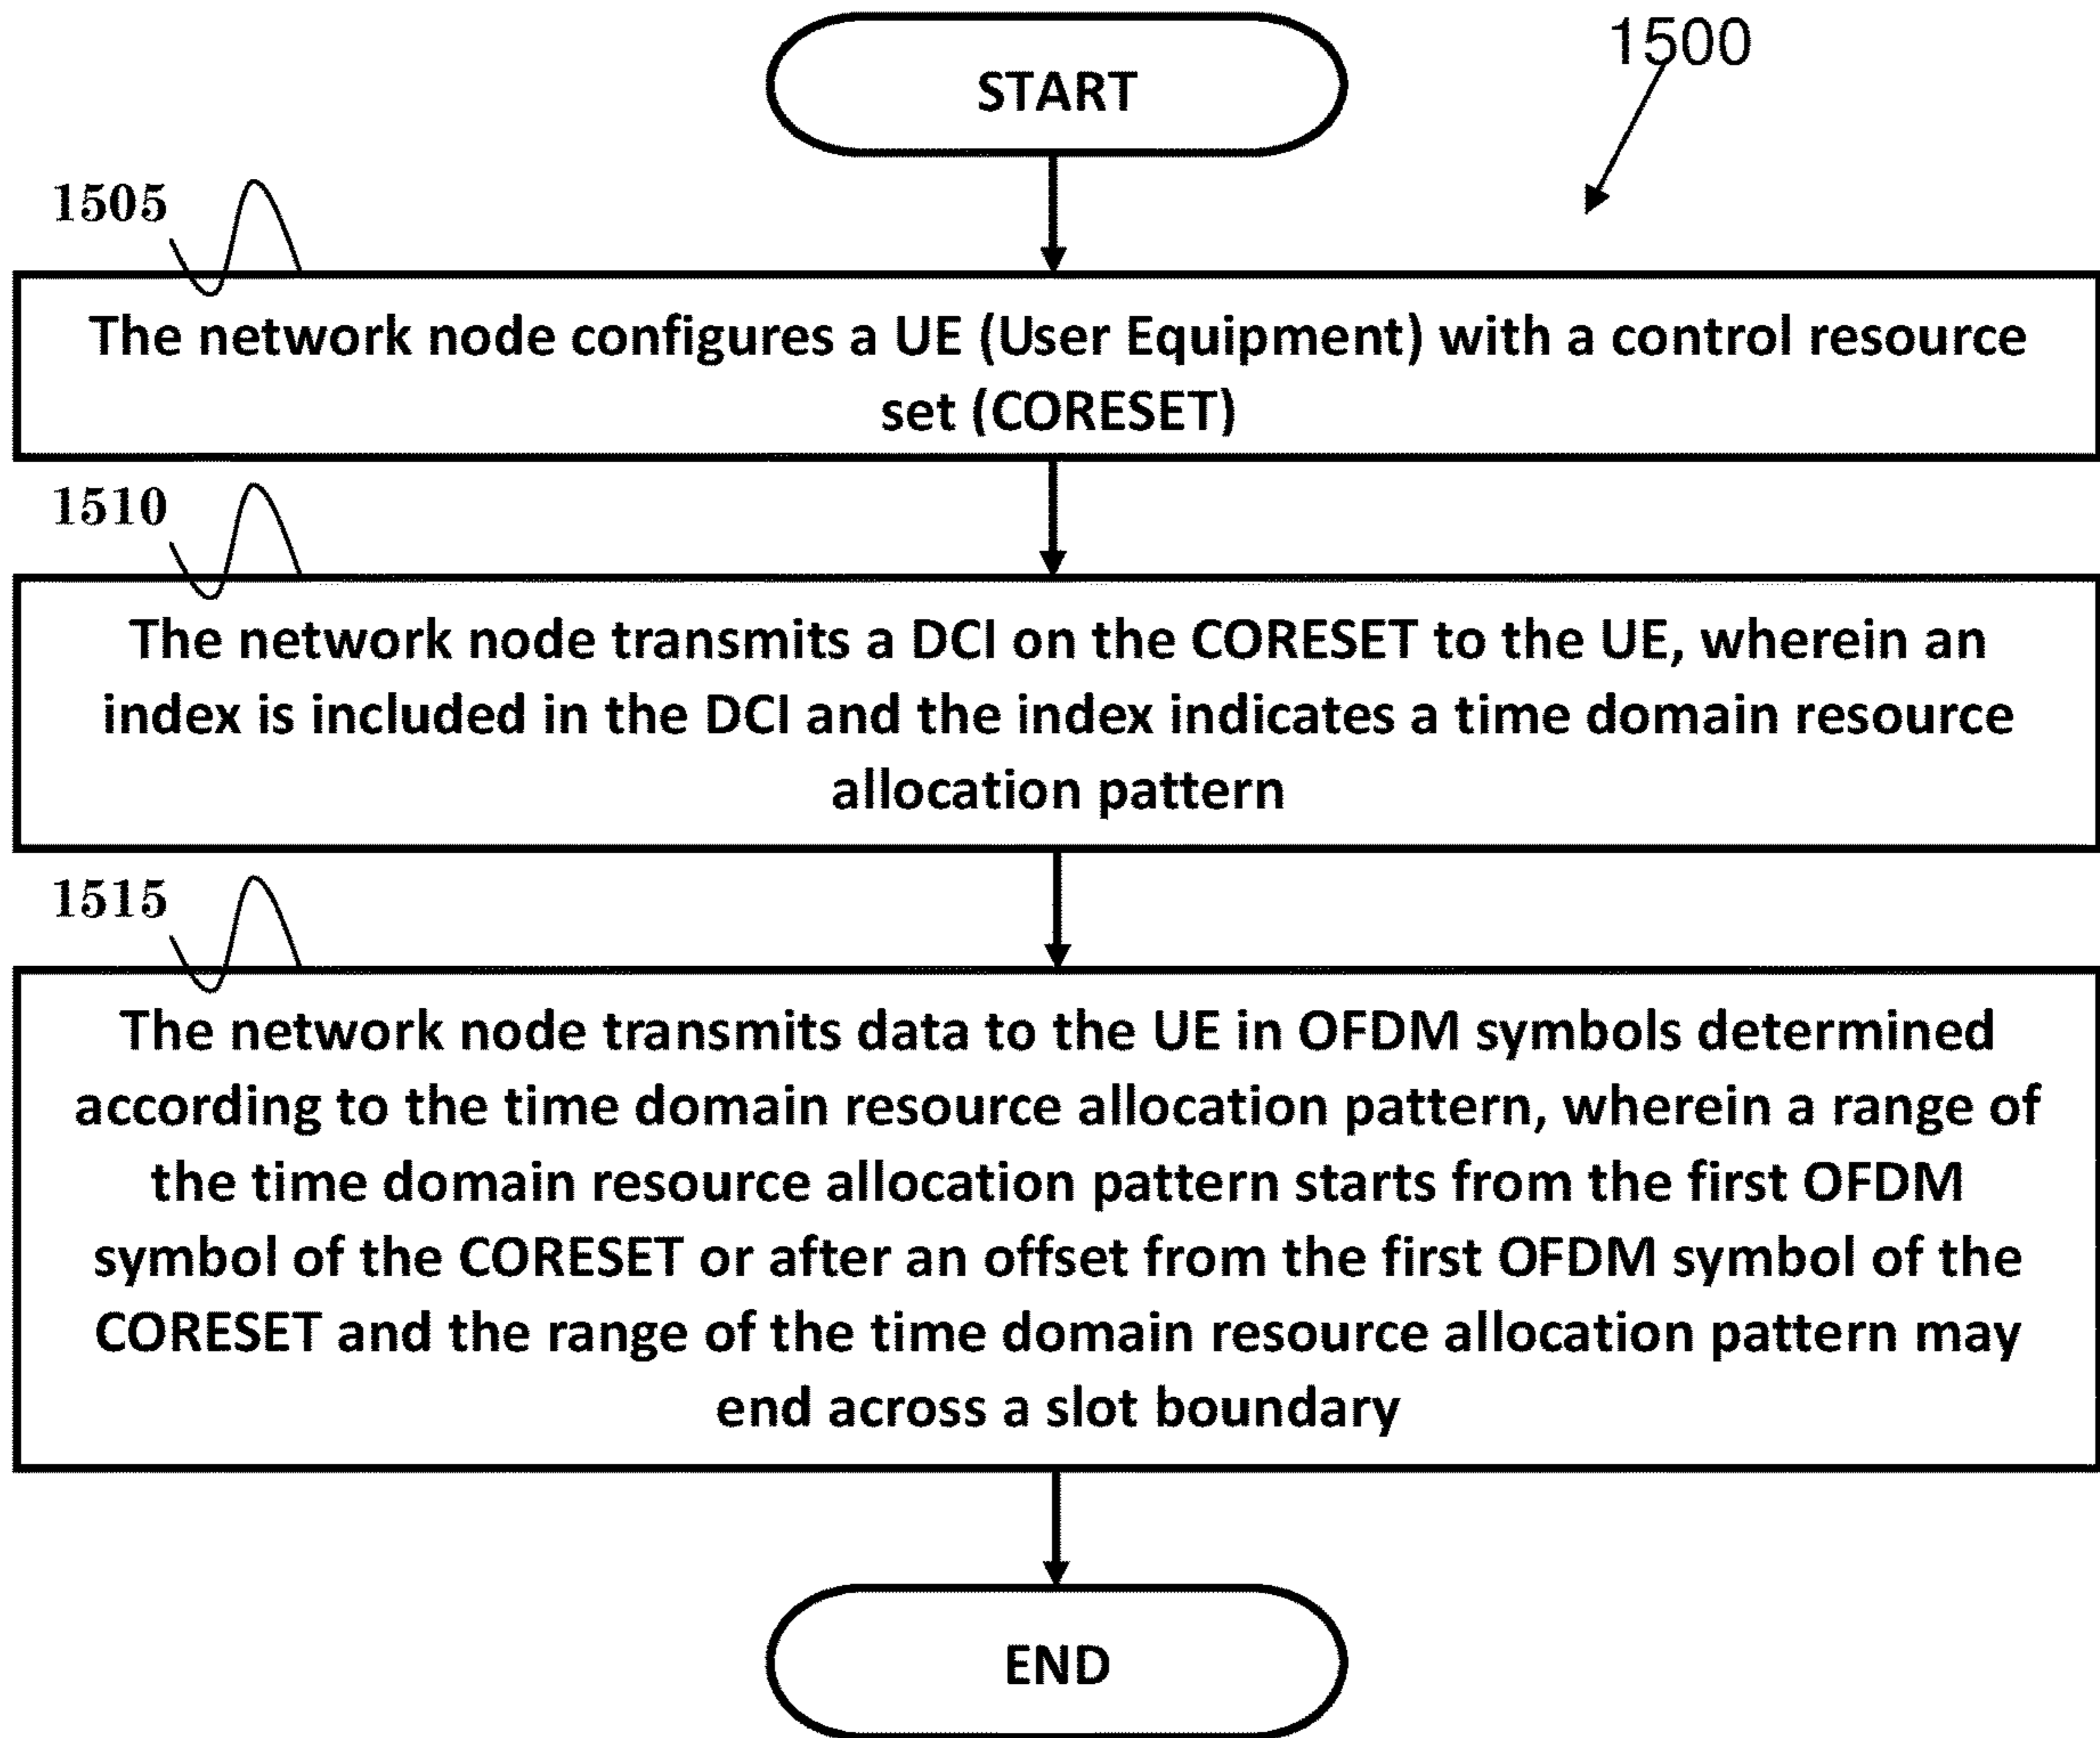 START
1500
1505
The network node configures a UE (User Equipment) with a control resource
set (CORESET)
1510
The network node transmits a DCI on the CORESET to the UE, wherein an
index is included in the DCI and the index indicates a time domain resource
allocation pattern
1515
The network node transmits data to the UE in OFDM symbols determined
according to the time domain resource allocation pattern, wherein a range of
the time domain resource allocation pattern starts from the first OFDM
symbol of the CORESET or after an offset from the first OFDM symbol of the
CORESET and the range of the time domain resource allocation pattern may
end across a slot boundary
END